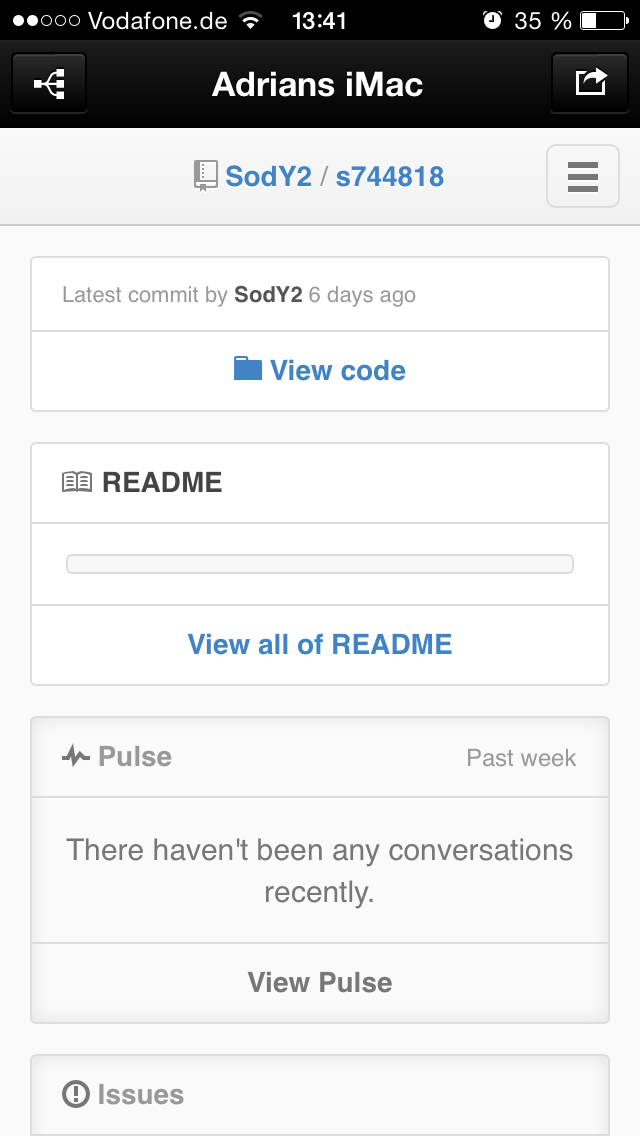 Vodafone.de 13:41 35 %
Adrians iMac
SodY2 / s744818
Latest commit by SodY2 6 days ago
View code
README
View all of README
Pulse Past week
There haven't been any conversations
recently.
View Pulse
Issues